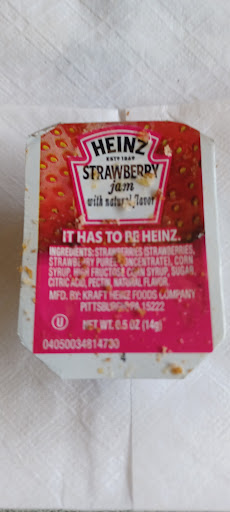 HEINZ
ESTD 1869
STRAWBERRY
jam
with natural flavor
IT HAS TO BE HEINZ.
INGREDIENTS: STRAWBERRIES (STRAWBERRIES,
STRAWBERRY PUREE CONCENTRATE), CORN
SYRUP, HIGH FRUCTOSE CORN SYRUP, SUGAR,
CITRIC ACID, PECTIN, NATURAL FLAVOR.
MFD. BY: KRAFT HEINZ FOODS COMPANY
PITTSBURGH, PA 15222
U NET WT. 0.5 OZ (14g)
04050034814730